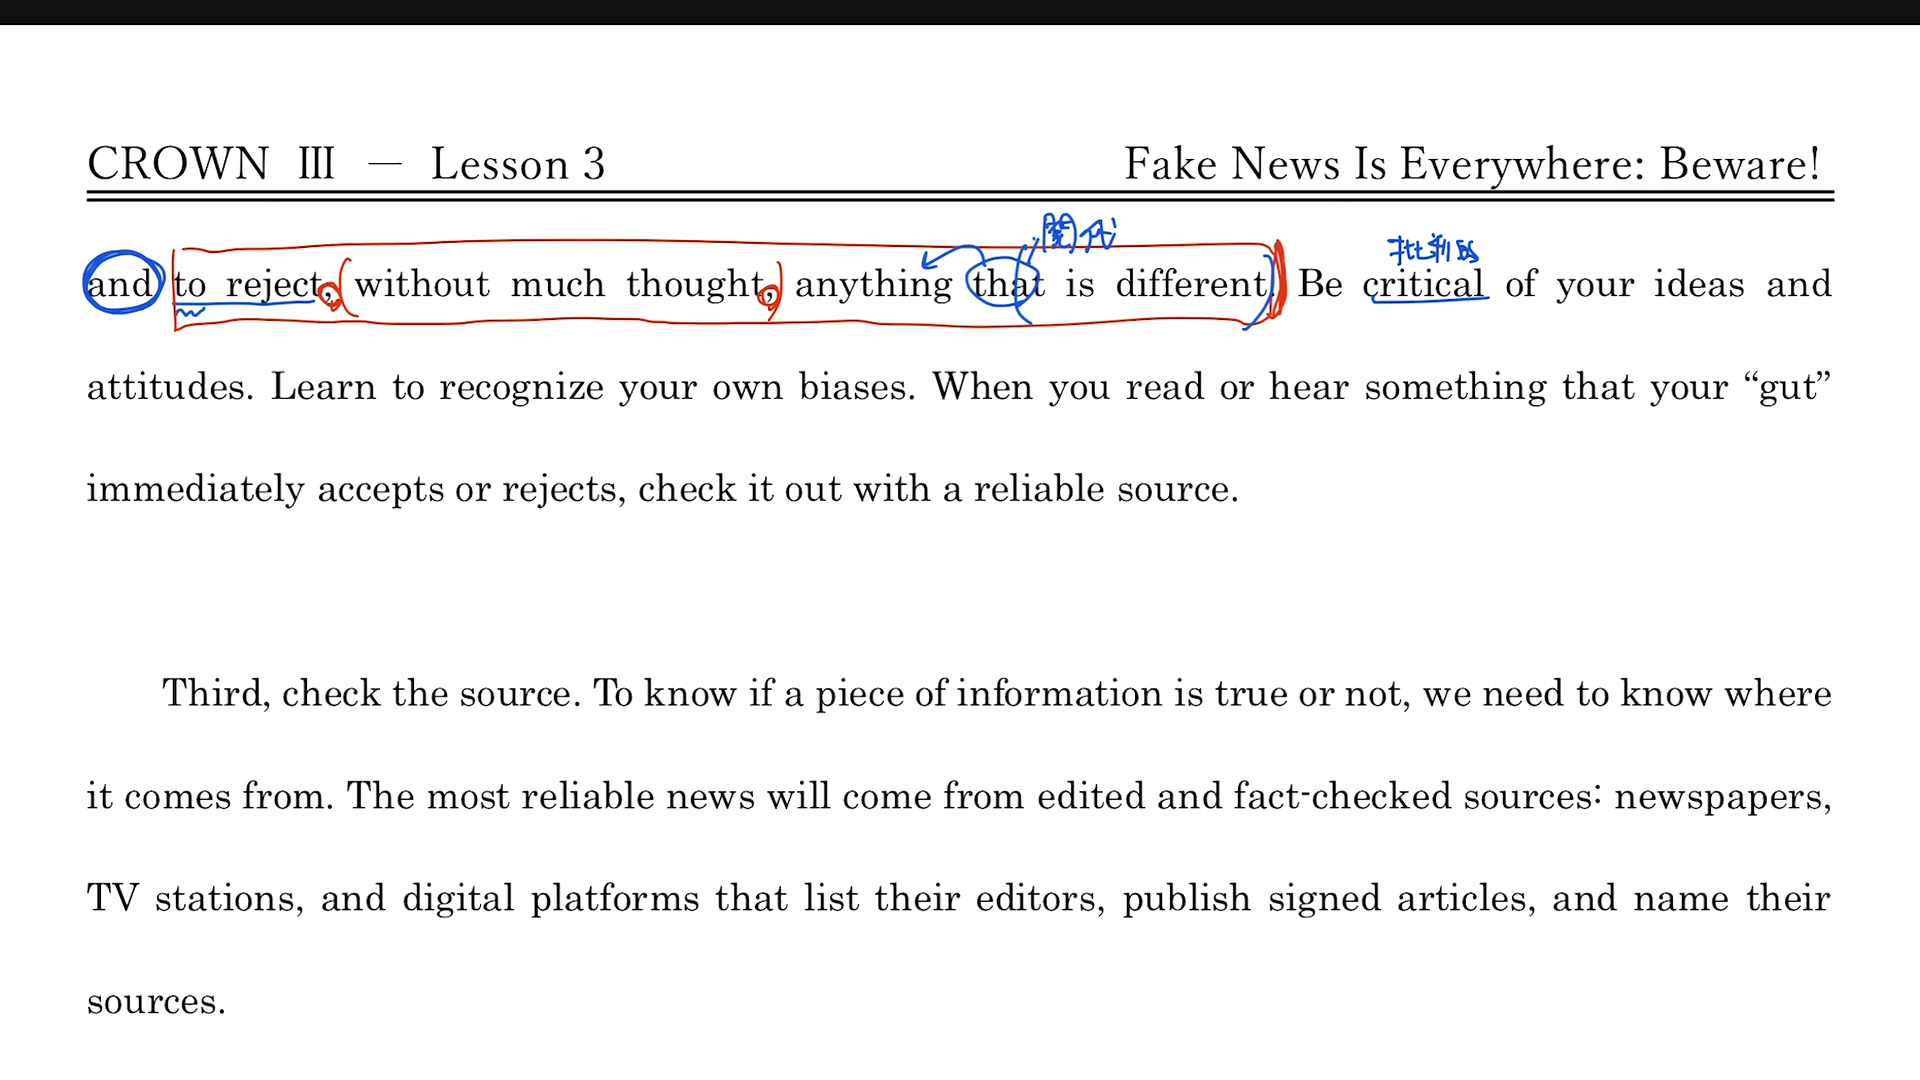 CROWN Ⅲ － Lesson 3 Fake News Is Everywhere: Beware!
関代
批判的
and to reject, without much thought, anything that is different. Be critical of your ideas and
attitudes. Learn to recognize your own biases. When you read or hear something that your “gut”
immediately accepts or rejects, check it out with a reliable source.
Third, check the source. To know if a piece of information is true or not, we need to know where
it comes from. The most reliable news will come from edited and fact-checked sources: newspapers,
TV stations, and digital platforms that list their editors, publish signed articles, and name their
sources.